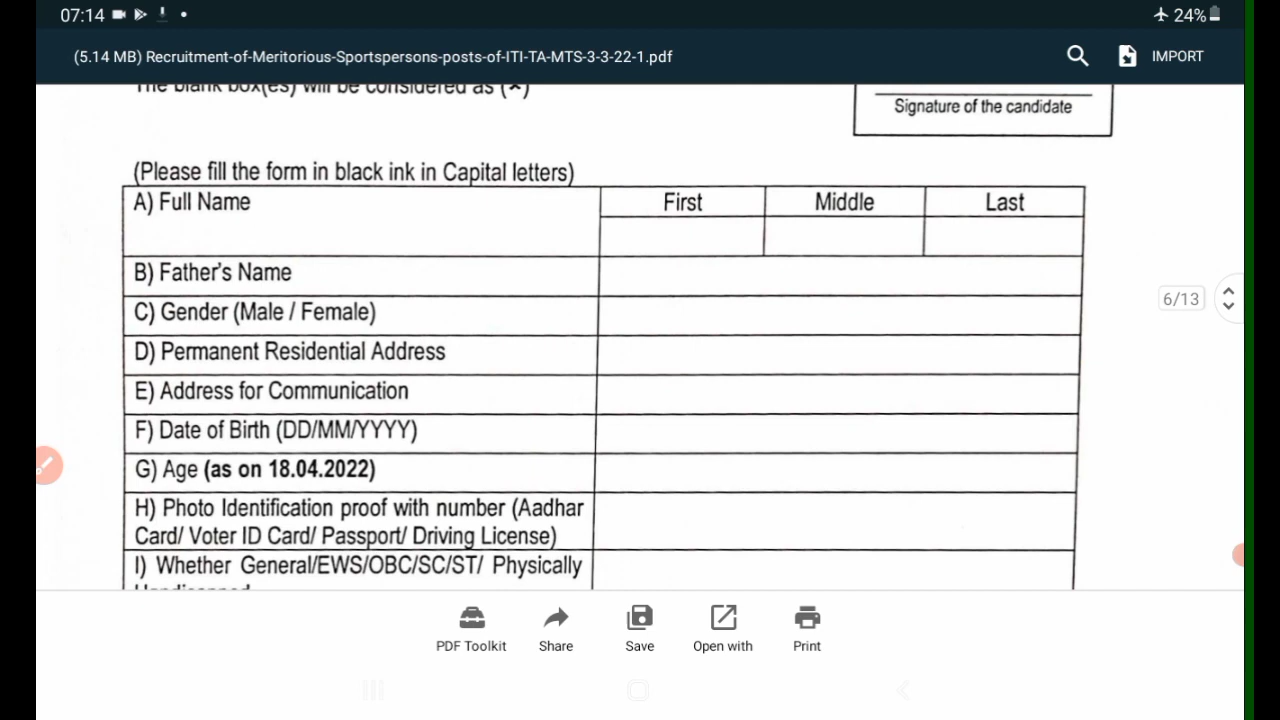 07:14
24%
(5.14 MB) Recruitment-of-Meritorious-Sportspersons-posts-of-ITI-TA-MTS-3-3-22-1.pdf
IMPORT
The blank box(es) will be considered as (×)
Signature of the candidate
(Please fill the form in black ink in Capital letters)
A) Full Name
First
Middle
Last
B) Father's Name
C) Gender (Male / Female)
D) Permanent Residential Address
E) Address for Communication
F) Date of Birth (DD/MM/YYYY)
G) Age (as on 18.04.2022)
6/13
H) Photo Identification proof with number (Aadhar
Card/ Voter ID Card/ Passport/ Driving License)
I) Whether General/EWS/OBC/SC/ST/ Physically
PDF Toolkit
Share
Save
Open with
Print